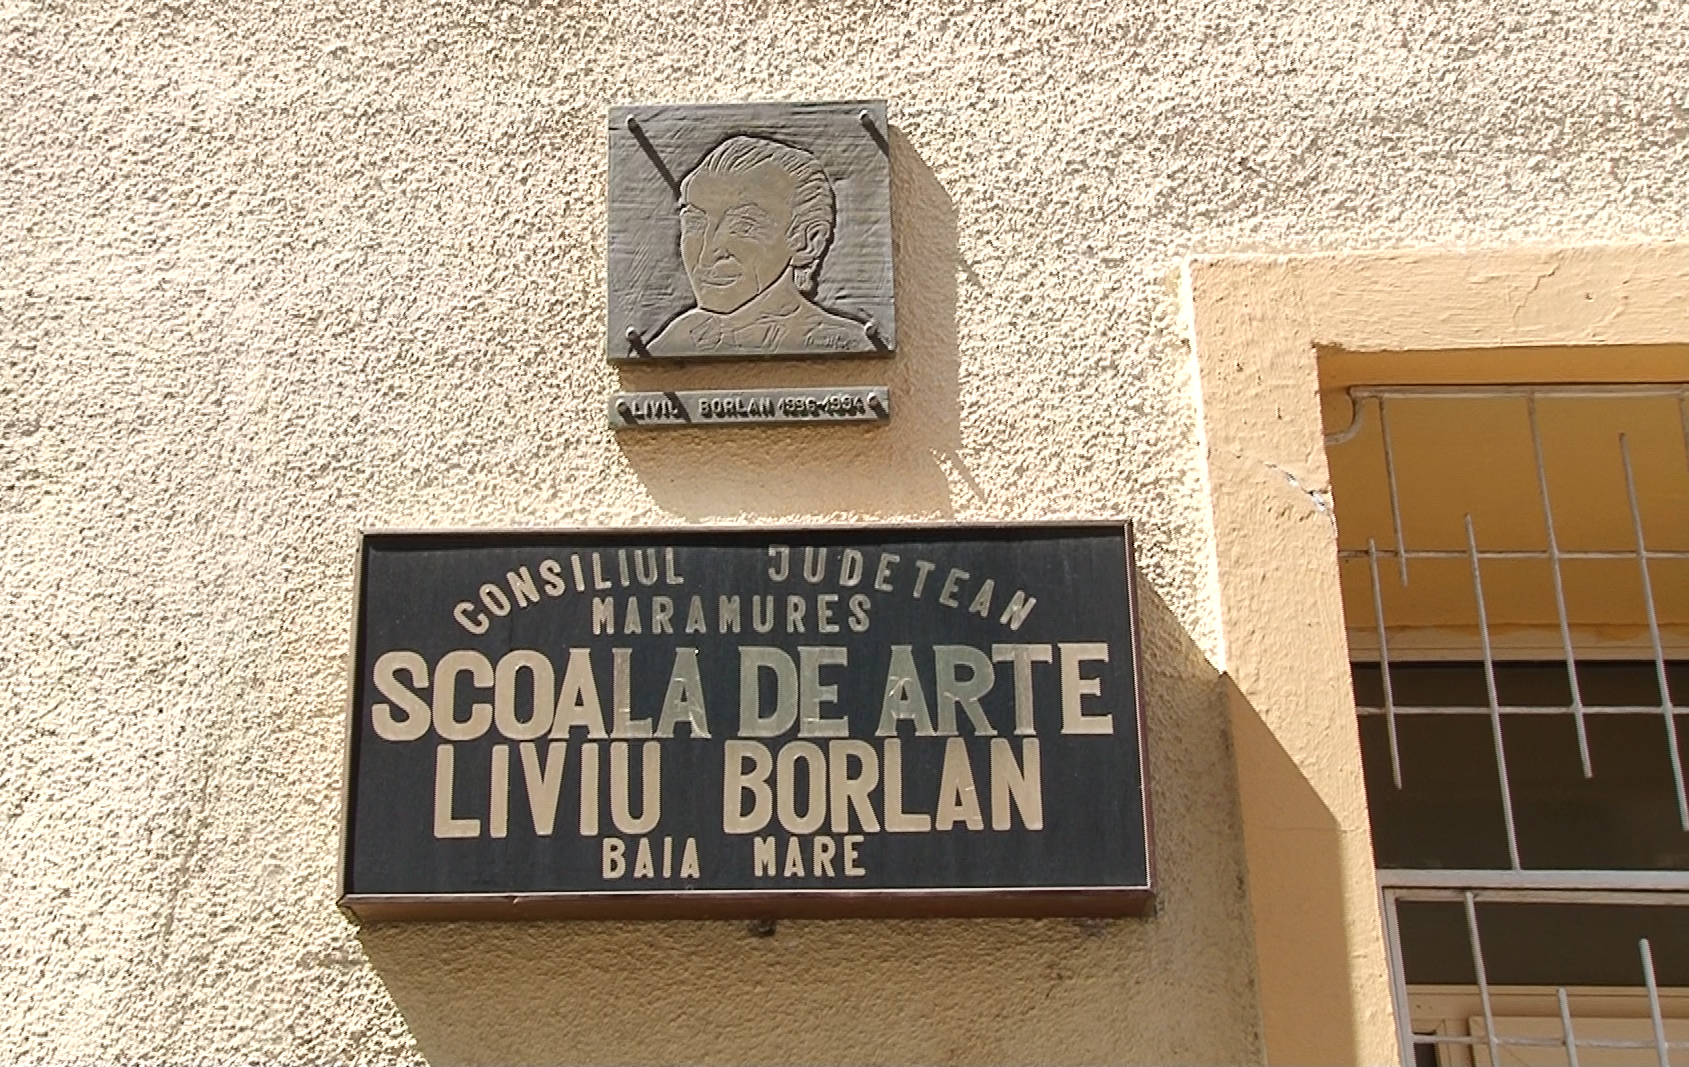 LIVIU BORLAN
CONSILIUL JUDETEAN
MARAMURES
SCOALA DE ARTE
LIVIU BORLAN
BAIA MARE